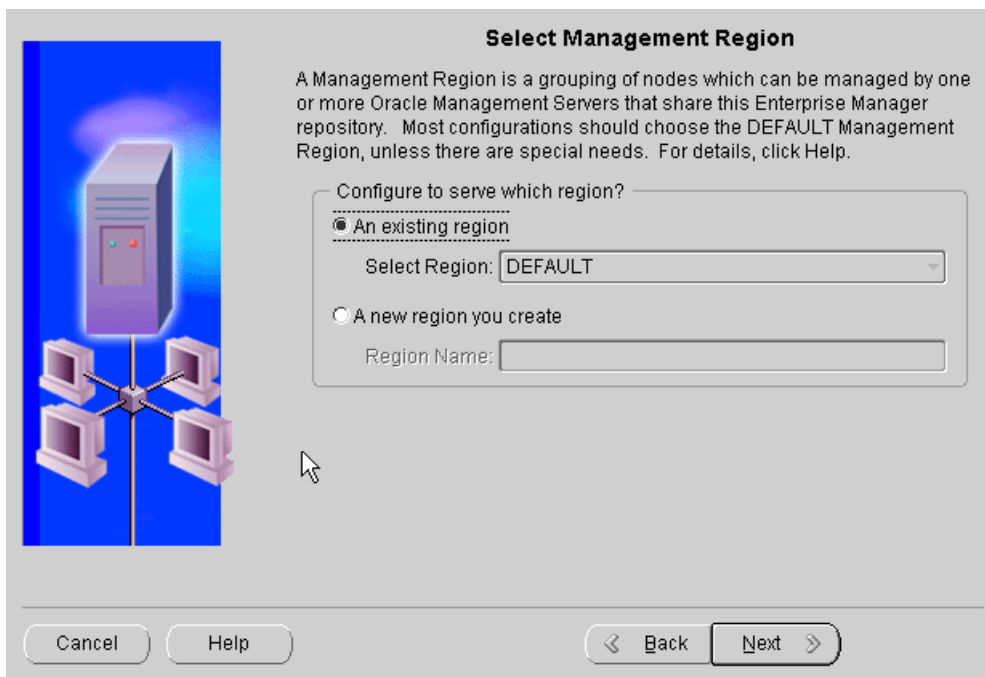 Select Management Region
A Management Region is a grouping of nodes which can be managed by one
or more Oracle Management Servers that share this Enterprise Manager
repository.   Most configurations should choose the DEFAULT Management
Region, unless there are special needs.  For details, click Help.
Configure to serve which region?
An existing region
Select Region: DEFAULT
A new region you create
Region Name:
Cancel Help Back Next